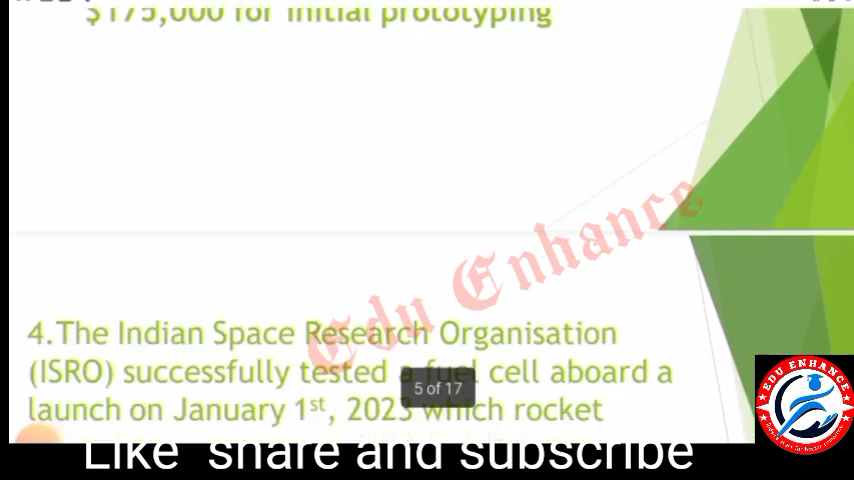 $175,000 for initial prototyping
Edu Enhance
4.The Indian Space Research Organisation
(ISRO) successfully tested a fuel cell aboard a
5 of 17
launch on January 1st, 2023 which rocket
EDU ENHANCE
Like share and subscribe